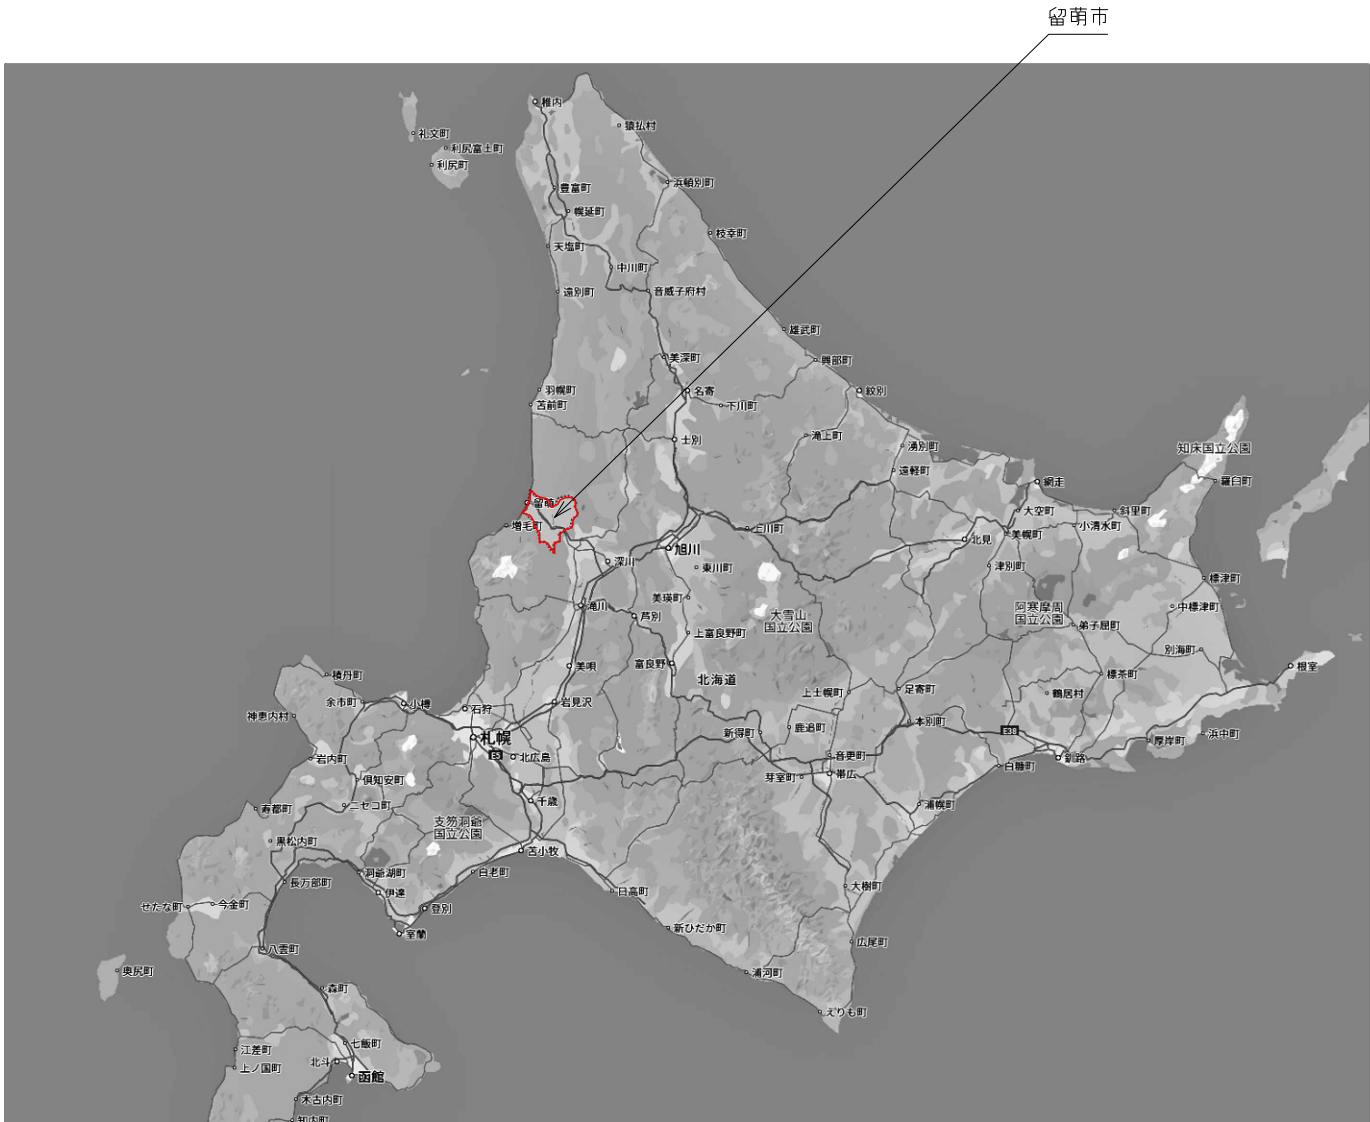 留萌市
稚内
猿払村
礼文町
利尻富士町
利尻町
浜頓別町
豊富町
幌延町
枝幸町
天塩町
中川町
遠別町
音威子府村
雄武町
美深町
興部町
羽幌町
名寄
紋別
苫前町
下川町
士別
滝上町
湧別町
知床国立公園
遠軽町
網走
羅臼町
留萌
大空町
斜里町
増毛町
上川町
小清水町
美幌町
北見
旭川
深川
東川町
津別町
標津町
美瑛町
滝川
芦別
大雪山
国立公園
阿寒摩周
国立公園
中標津町
弟子屈町
上富良野町
別海町
美唄
富良野
根室
積丹町
北海道
標茶町
上士幌町
足寄町
鶴居村
余市町
小樽
石狩
岩見沢
神恵内村
本別町
鹿追町
新得町
E38
浜中町
札幌
厚岸町
E5
北広島
音更町
岩内町
釧路
白糠町
芽室町
帯広
倶知安町
千歳
ニセコ町
寿都町
浦幌町
支笏洞爺
国立公園
黒松内町
苫小牧
洞爺湖町
白老町
長万部町
伊達
大樹町
日高町
せたな町
今金町
登別
新ひだか町
室蘭
広尾町
八雲町
奥尻町
浦河町
森町
えりも町
七飯町
江差町
北斗
上ノ国町
函館
木古内町
知内町